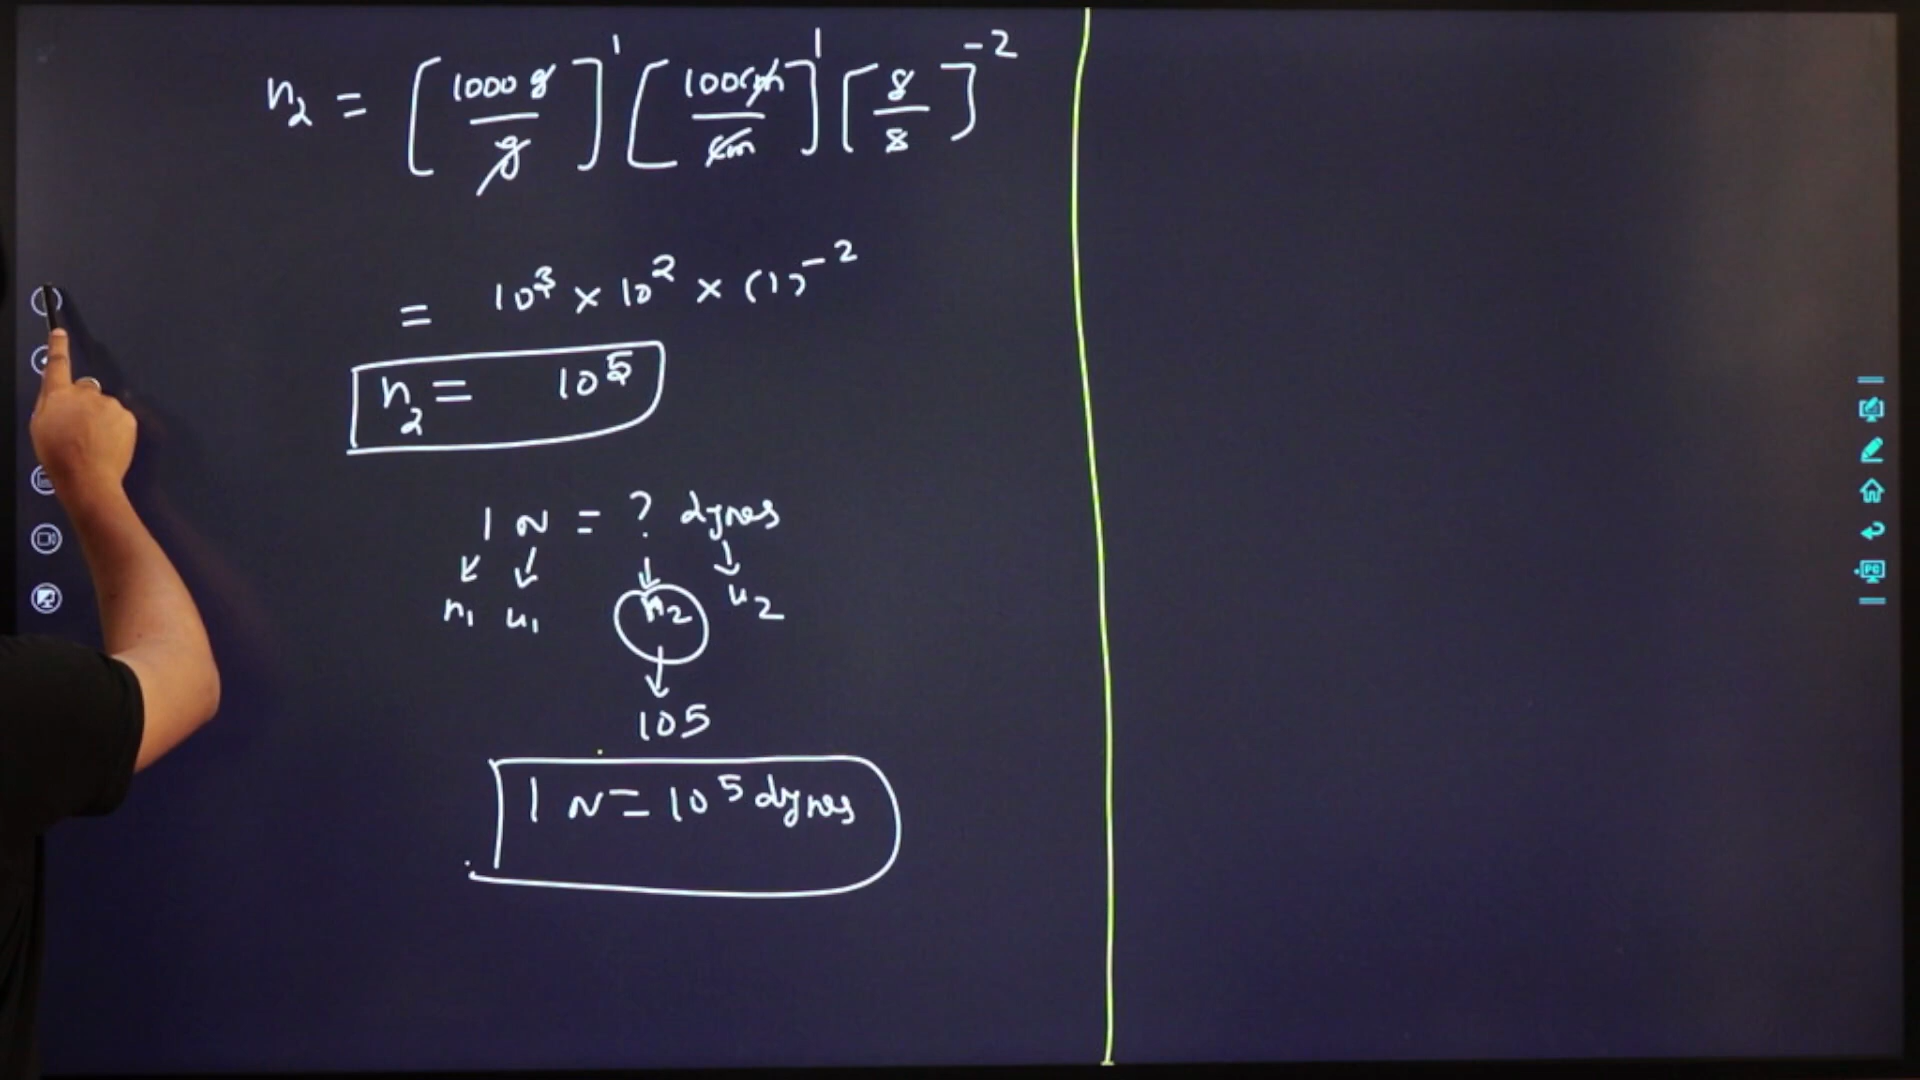 n₂ = [1000 g / g]¹ [100 cm / cm]¹ [s / s]⁻²
= 10³ × 10² × (1)⁻²
n₂ = 10⁵
1 N = ? dynes
n₁ u₁ n₂ u₂
105
1 N = 10⁵ dynes
PC